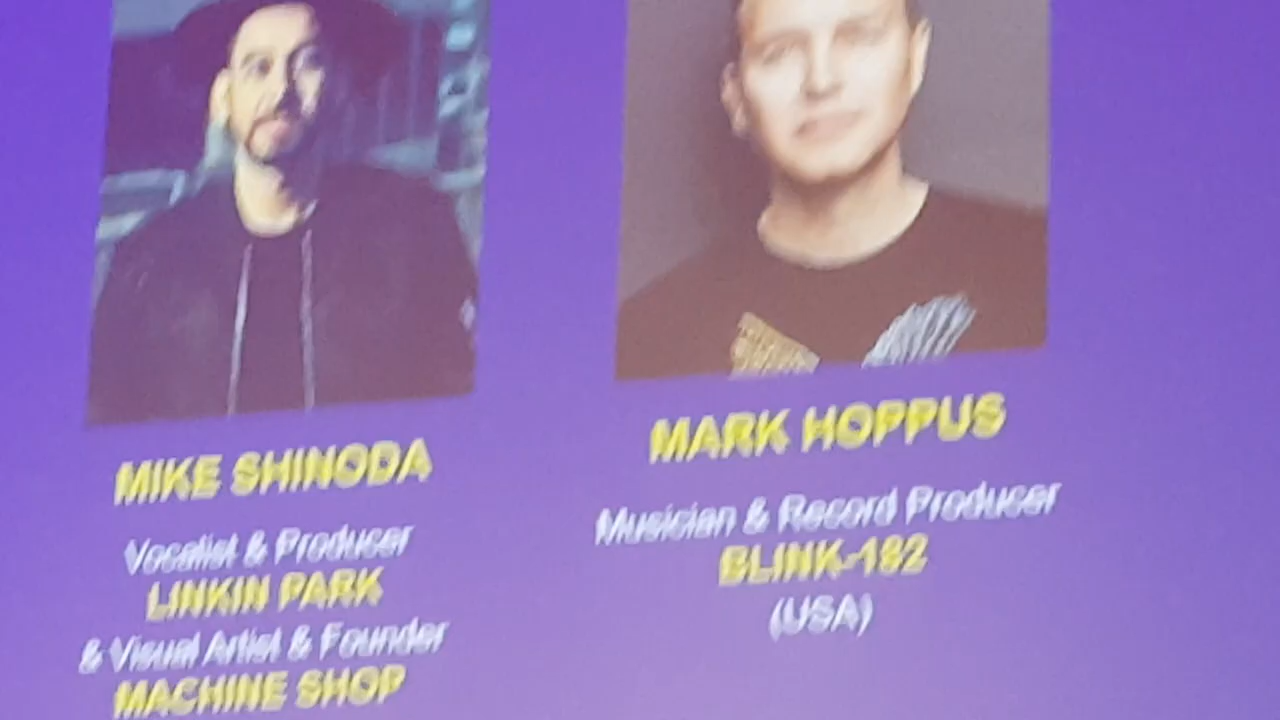 MIKE SHINODA
Vocalist & Producer
LINKIN PARK
& Visual Artist & Founder
MACHINE SHOP
MARK HOPPUS
Musician & Record Producer
BLINK-182
(USA)